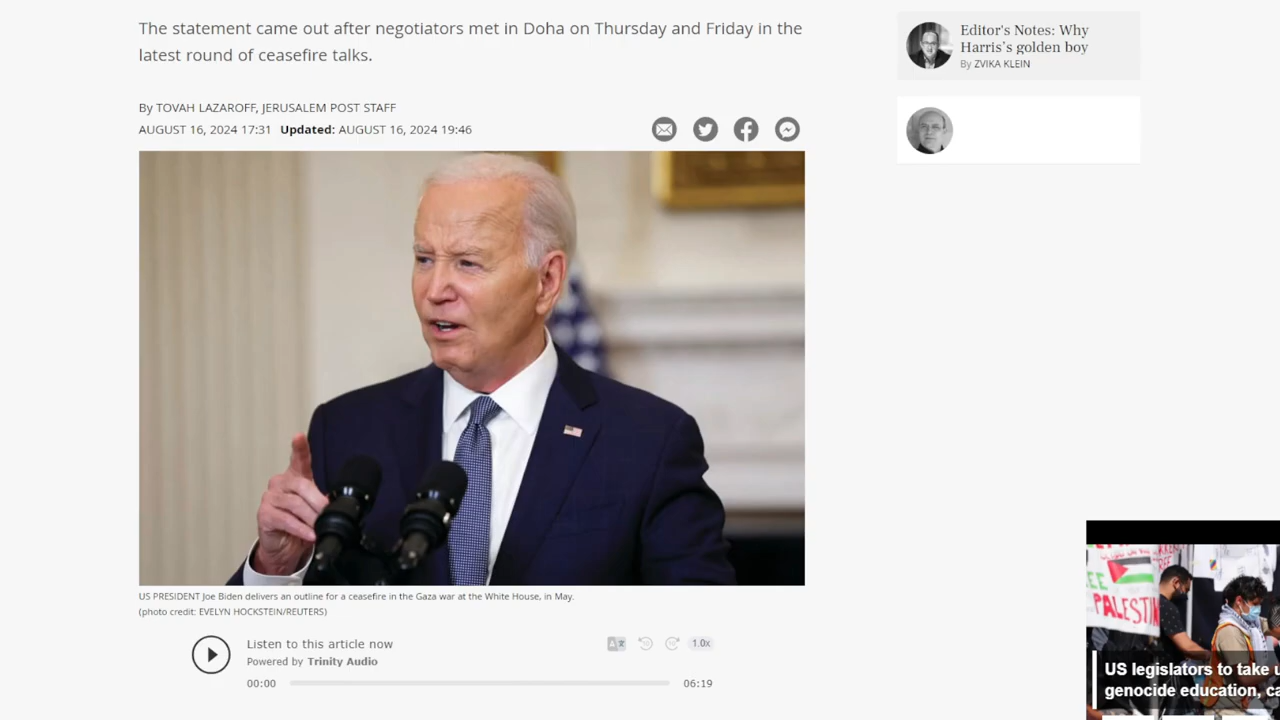 The statement came out after negotiators met in Doha on Thursday and Friday in the
latest round of ceasefire talks.
By TOVAH LAZAROFF, JERUSALEM POST STAFF
AUGUST 16, 2024 17:31 Updated: AUGUST 16, 2024 19:46
US PRESIDENT Joe Biden delivers an outline for a ceasefire in the Gaza war at the White House, in May.
(photo credit: EVELYN HOCKSTEIN/REUTERS)
Listen to this article now
Powered by Trinity Audio
1.0x
00:00
06:19
Editor's Notes: Why
Harris's golden boy
By ZVIKA KLEIN
PALESTIN
US legislators to take u
genocide education, ca